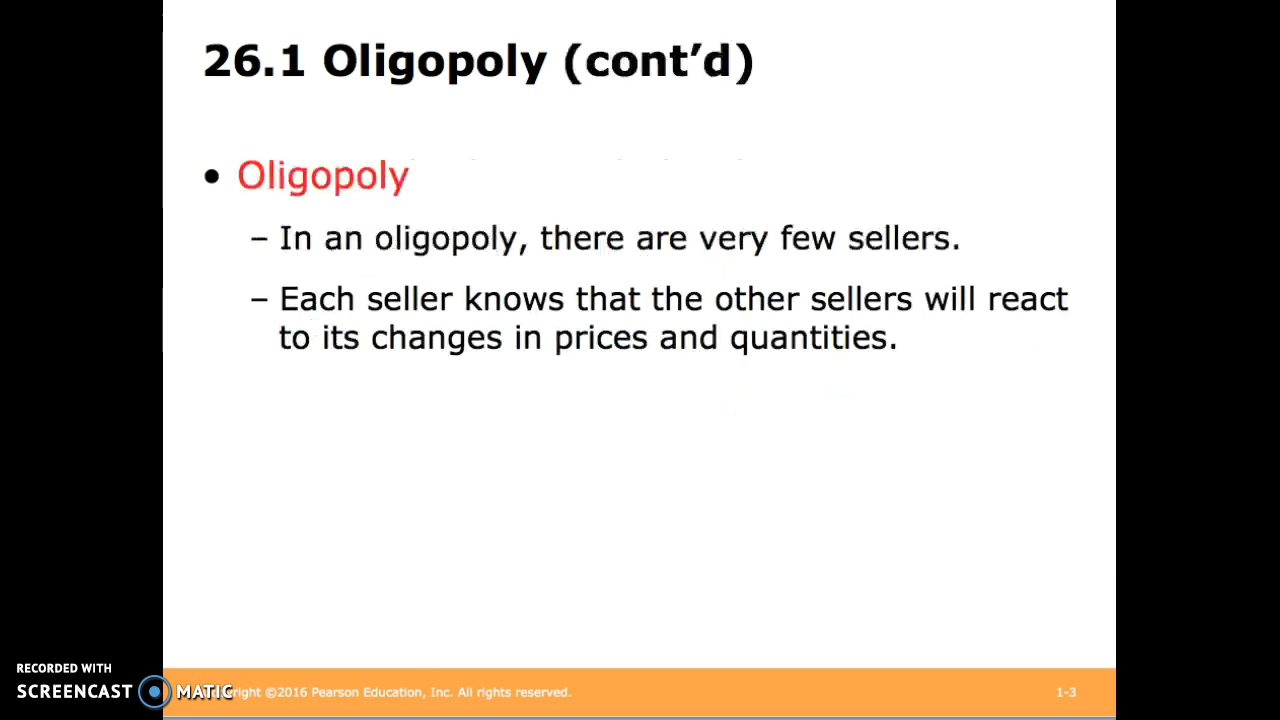 26.1 Oligopoly (cont’d)
• Oligopoly
– In an oligopoly, there are very few sellers.
– Each seller knows that the other sellers will react
to its changes in prices and quantities.
RECORDED WITH
SCREENCAST MATIC
©2016 Pearson Education, Inc. All rights reserved.
1-3